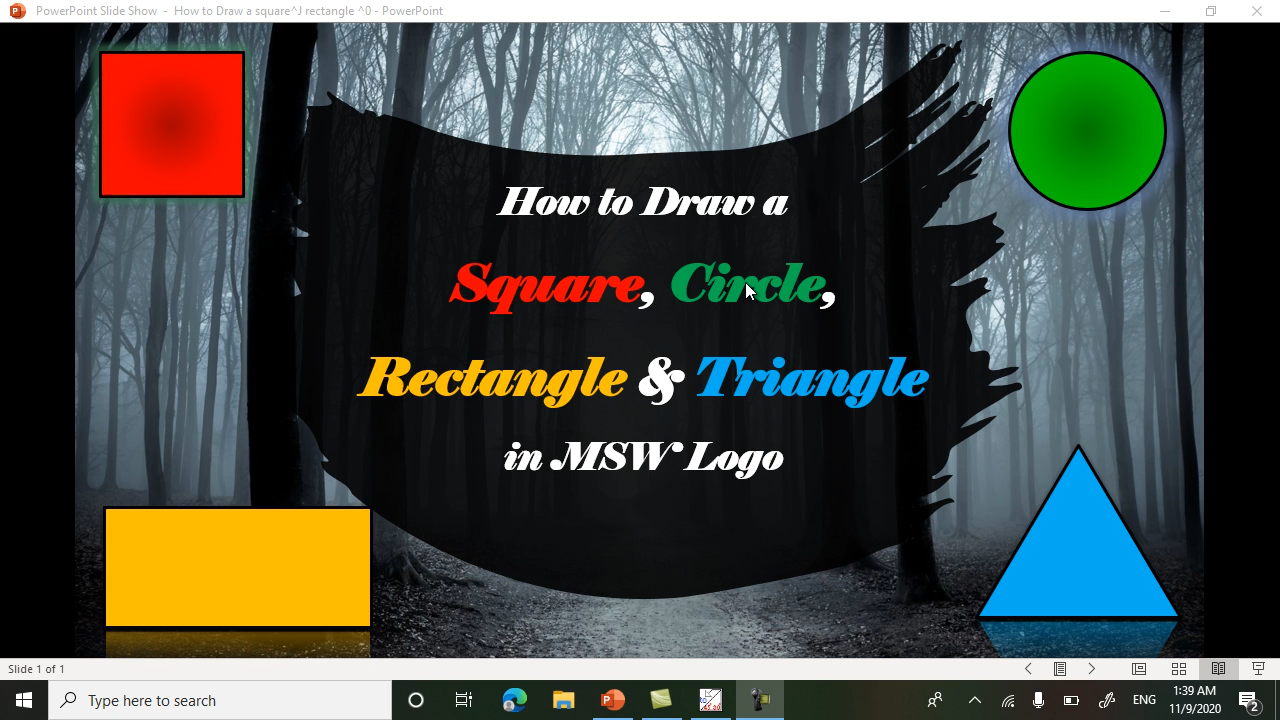 PowerPoint Slide Show - How to Draw a square^J rectangle ^0 - PowerPoint
How to Draw a
Square, Circle,
Rectangle & Triangle
in MSW Logo
Slide 1 of 1
Type here to search
ENG
1:39 AM
11/9/2020
2